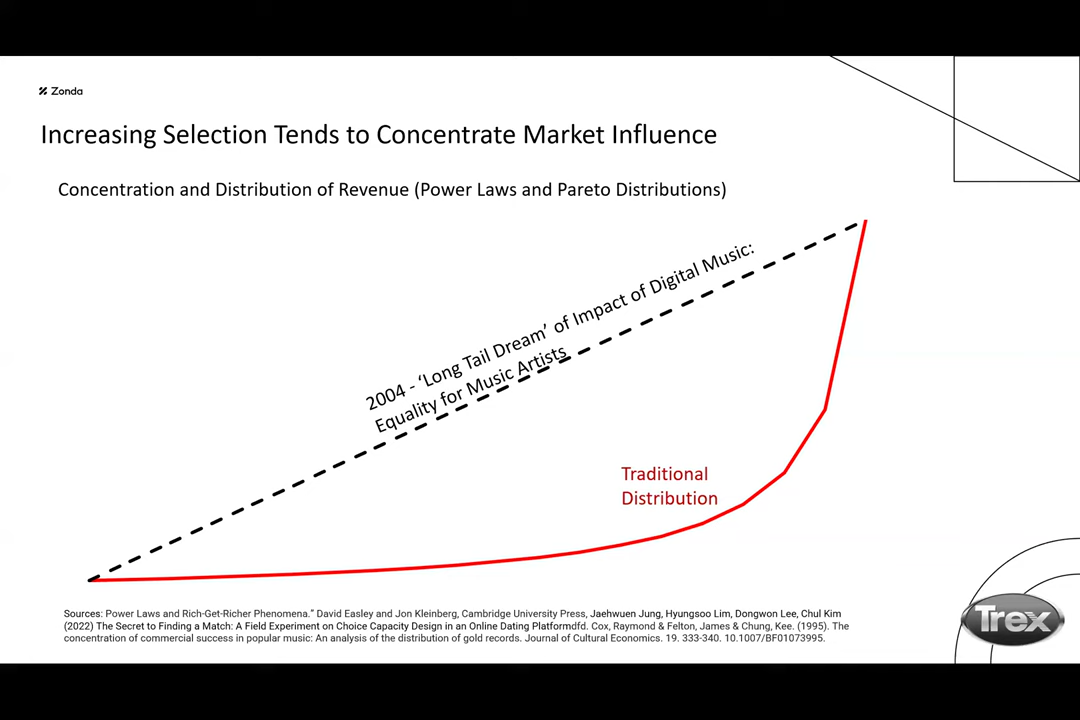 Zonda
Increasing Selection Tends to Concentrate Market Influence
Concentration and Distribution of Revenue (Power Laws and Pareto Distributions)
2004 - ‘Long Tail Dream’ of Impact of Digital Music:
Equality for Music Artists
Traditional
Distribution
Sources: Power Laws and Rich-Get-Richer Phenomena.” David Easley and Jon Kleinberg, Cambridge University Press, Jaehwuen Jung, Hyungsoo Lim, Dongwon Lee, Chul Kim
(2022) The Secret to Finding a Match: A Field Experiment on Choice Capacity Design in an Online Dating Platformdfd. Cox, Raymond & Felton, James & Chung, Kee. (1995). The
concentration of commercial success in popular music: An analysis of the distribution of gold records. Journal of Cultural Economics. 19. 333-340. 10.1007/BF01073995.
Trex